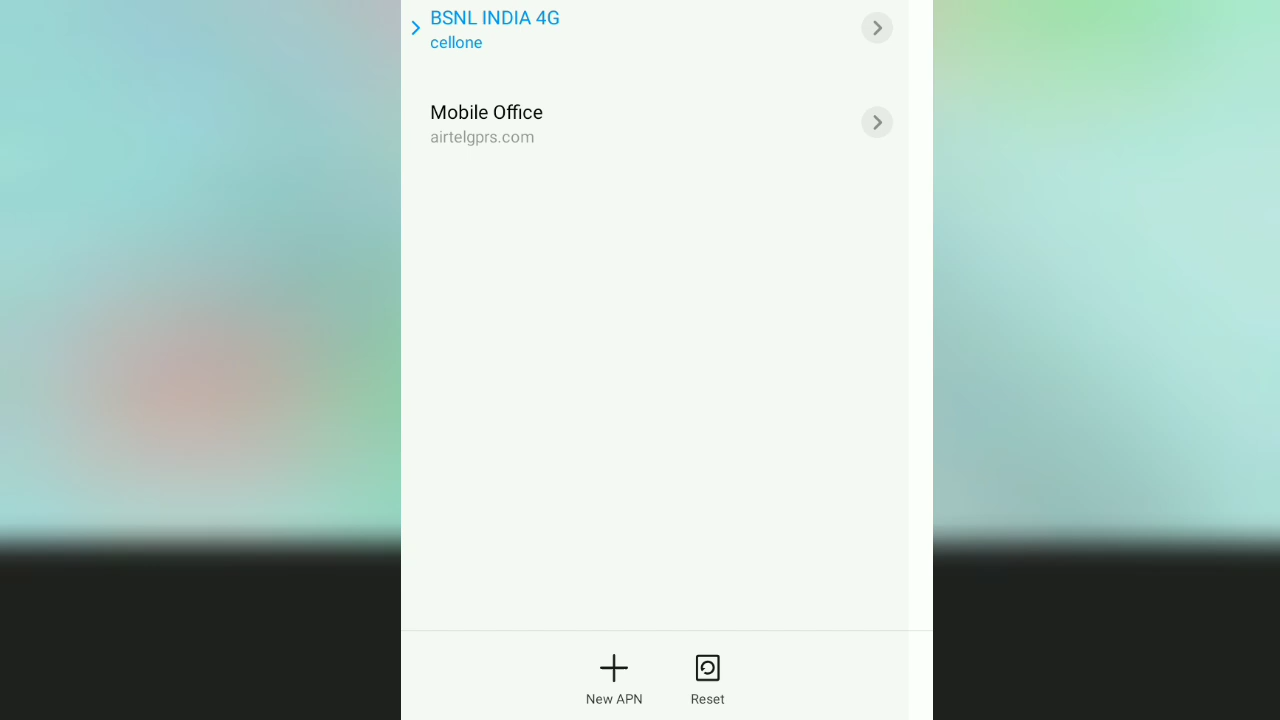 BSNL INDIA 4G
cellone
Mobile Office
airtelgprs.com
New APN
Reset